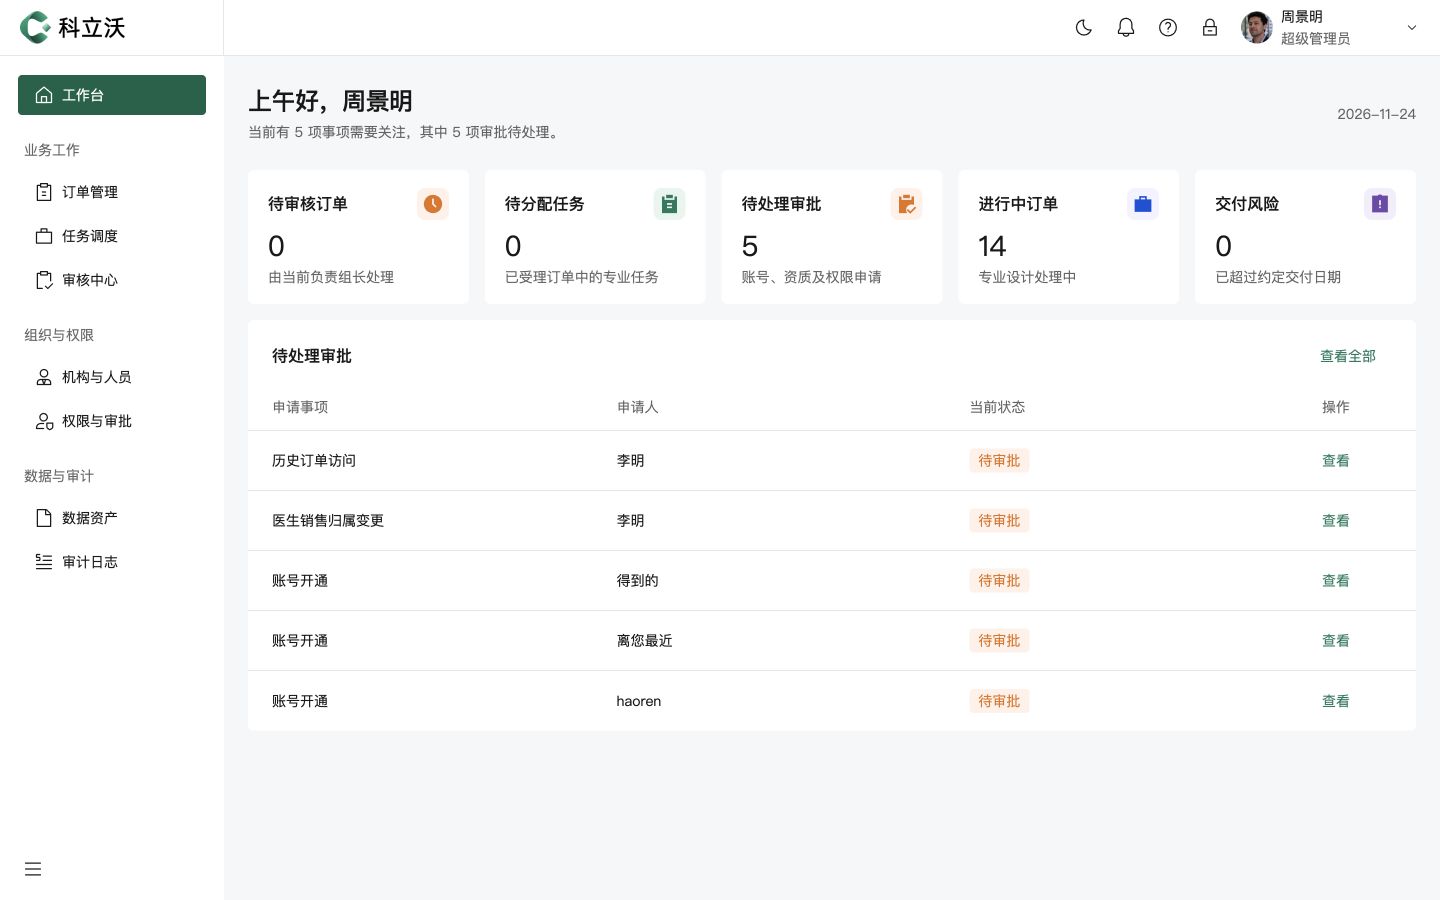 科立沃
周景明
超级管理员
工作台
业务工作
订单管理
任务调度
审核中心
组织与权限
机构与人员
权限与审批
数据与审计
数据资产
审计日志
上午好，周景明
当前有 5 项事项需要关注，其中 5 项审批待处理。
2026-11-24
待审核订单
0
由当前负责组长处理
待分配任务
0
已受理订单中的专业任务
待处理审批
5
账号、资质及权限申请
进行中订单
14
专业设计处理中
交付风险
0
已超过约定交付日期
待处理审批
查看全部
申请事项 申请人 当前状态 操作
历史订单访问 李明 待审批 查看
医生销售归属变更 李明 待审批 查看
账号开通 得到的 待审批 查看
账号开通 离您最近 待审批 查看
账号开通 haoren 待审批 查看